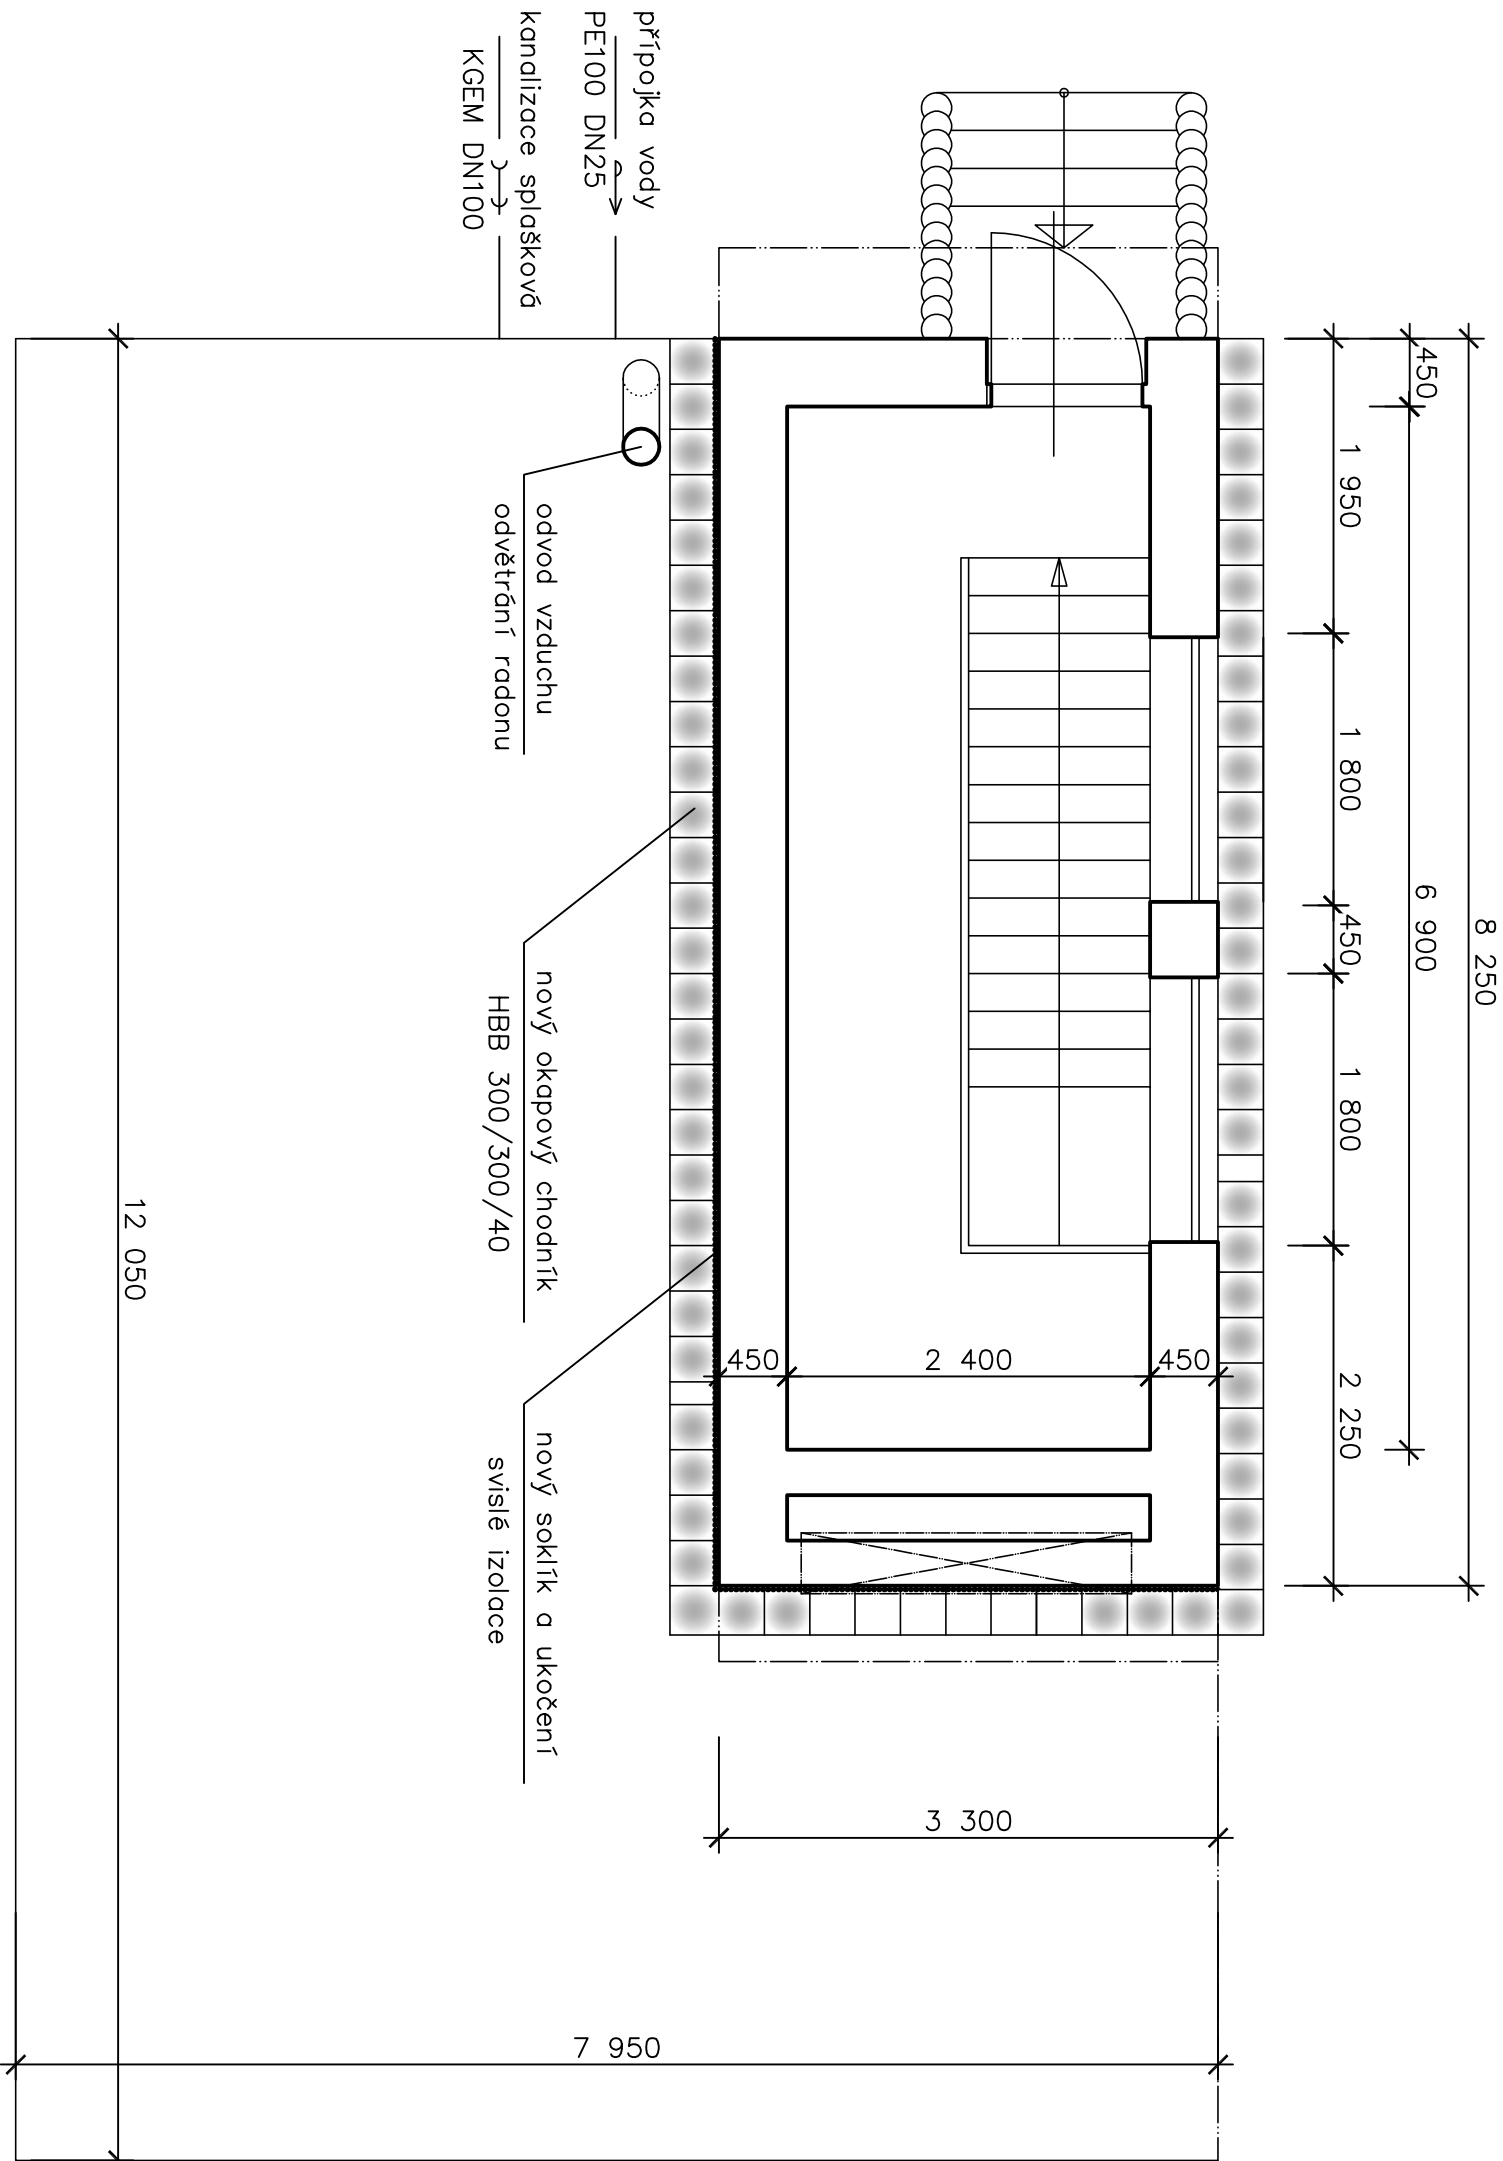 8 250
450
6 900
1 950
1 800
450
1 800
2 250
450
2 400
450
3 300
7 950
12 050
přípojka vody
PE100 DN25
kanalizace splašková
KGEM DN100
odvod vzduchu
odvětrání radonu
nový okapový chodník
HBB 300/300/40
nový soklík a ukočení
svislé izolace